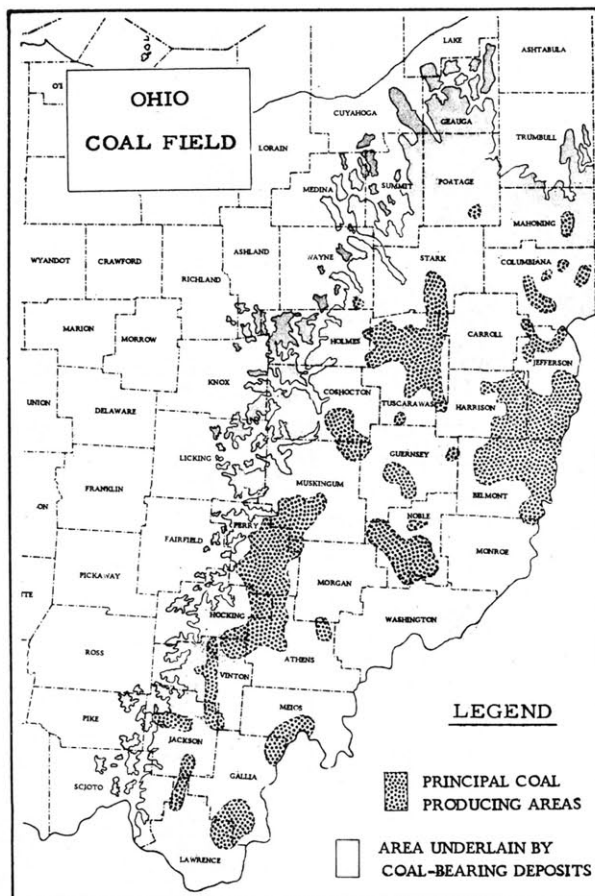 OHIO
COAL FIELD
LAKE
ASHTABULA
CUYAHOGA
GEAUGA
LORAIN
TRUMBULL
MEDINA
SUMMIT
POATAGE
MAHONING
ASHLAND
WAYNE
STARK
COLUMBIANA
WYANDOT
CRAWFORD
RICHLAND
MARION
MORROW
HOLMES
CARROLL
JEFFERSON
KNOX
COSHOCTON
TUSCARAWAS
HARRISON
UNION
DELAWARE
LICKING
GUERNSEY
MUSKINGUM
BELMONT
FRANKLIN
NOBLE
PERRY
FAIRFIELD
MONROE
PICKAWAY
MORGAN
HOCKING
WASHINGTON
ROSS
ATHENS
VINTON
MEIGS
PIKE
JACKSON
GALLIA
SCJOTO
LAWRENCE
LEGEND
PRINCIPAL COAL
PRODUCING AREAS
AREA UNDERLAIN BY
COAL-BEARING DEPOSITS